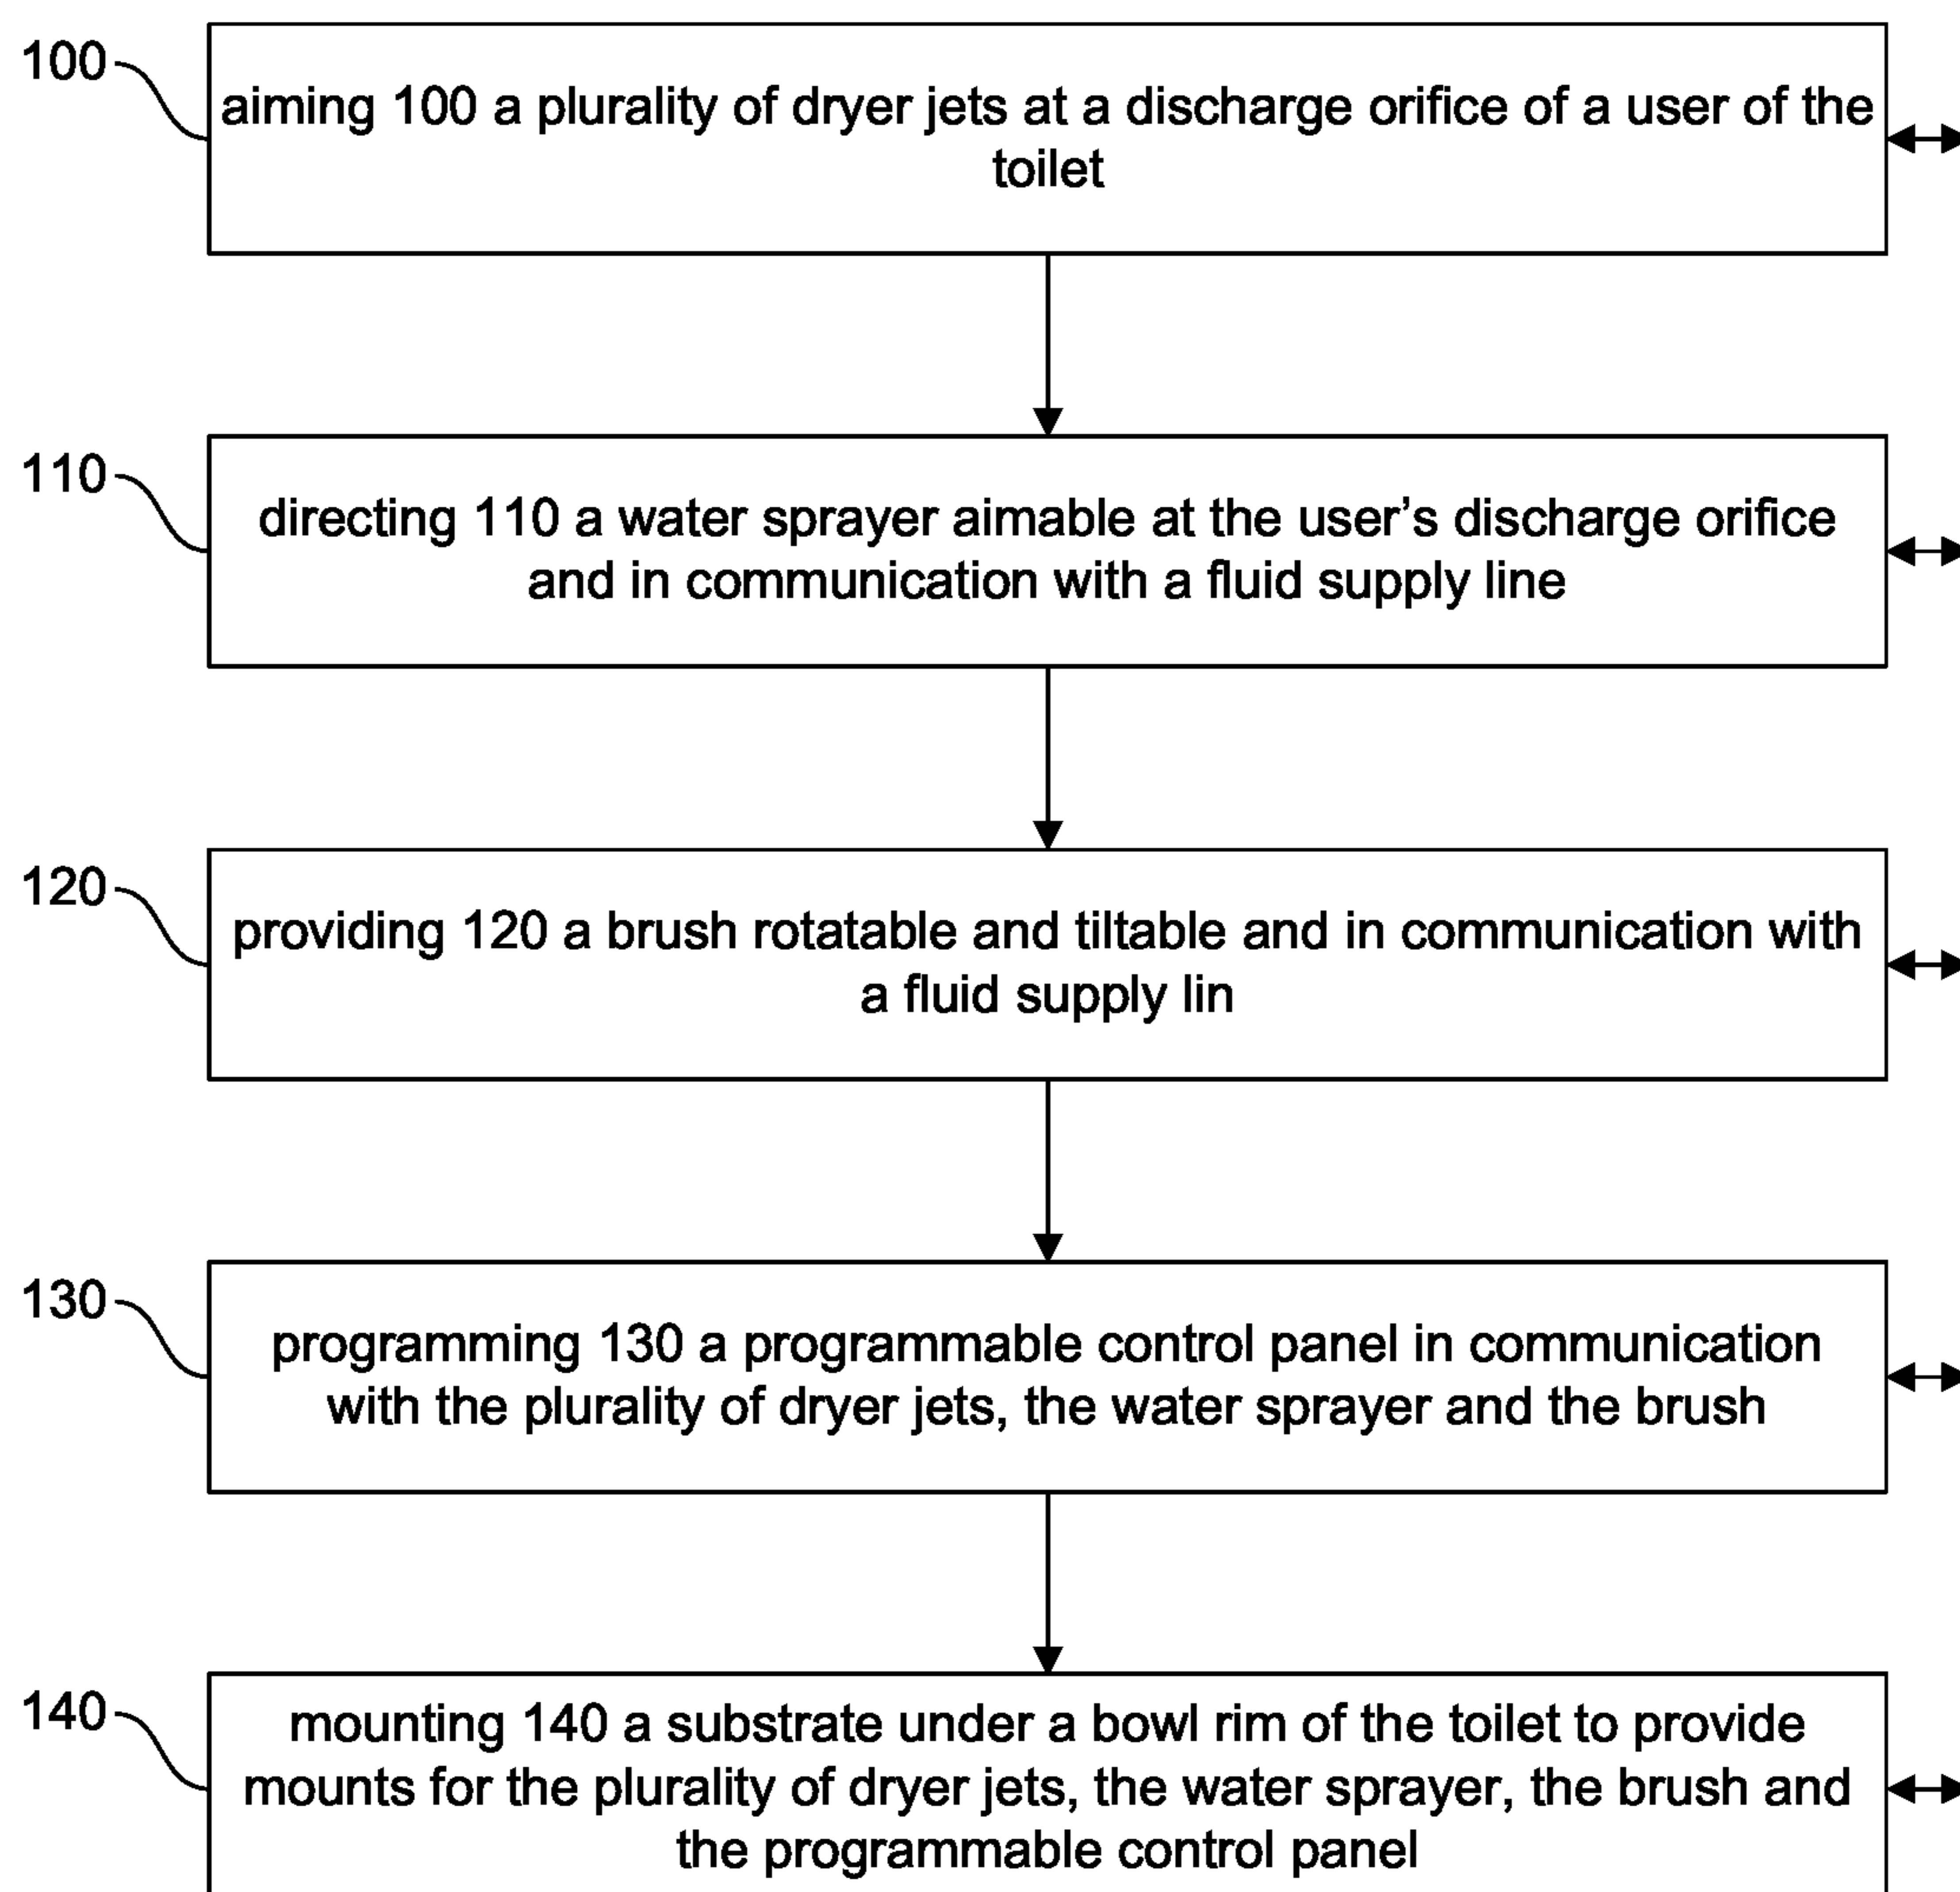 100
aiming 100 a plurality of dryer jets at a discharge orifice of a user of the
toilet
110
directing 110 a water sprayer aimable at the user’s discharge orifice
and in communication with a fluid supply line
120
providing 120 a brush rotatable and tiltable and in communication with
a fluid supply lin
130
programming 130 a programmable control panel in communication
with the plurality of dryer jets, the water sprayer and the brush
140
mounting 140 a substrate under a bowl rim of the toilet to provide
mounts for the plurality of dryer jets, the water sprayer, the brush and
the programmable control panel